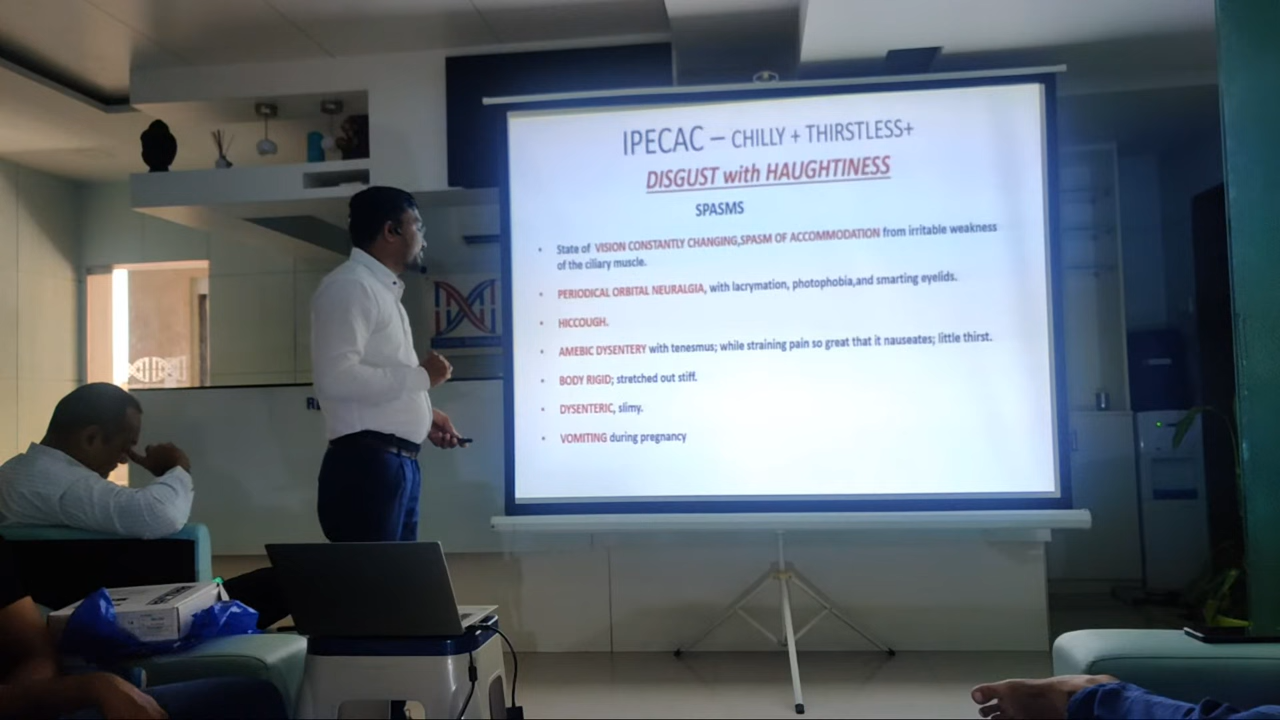 IPECAC – CHILLY + THIRSTLESS+
DISGUST with HAUGHTINESS
SPASMS
• State of VISION CONSTANTLY CHANGING,SPASM OF ACCOMMODATION from irritable weakness
of the ciliary muscle.
• PERIODICAL ORBITAL NEURALGIA, with lacrymation, photophobia,and smarting eyelids.
• HICCOUGH.
• AMEBIC DYSENTERY with tenesmus; while straining pain so great that it nauseates; little thirst.
• BODY RIGID; stretched out stiff.
• DYSENTERIC, slimy.
• VOMITING during pregnancy